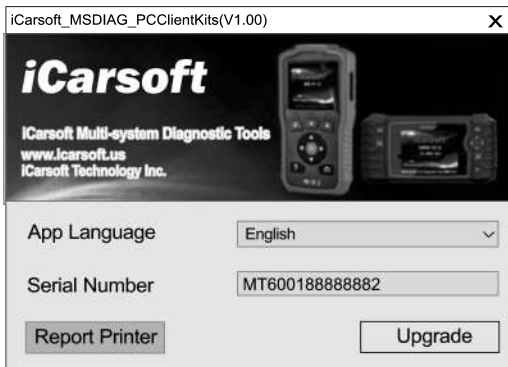 iCarsoft_MSDIAG_PCClientKits(V1.00)
X
iCarsoft
iCarsoft Multi-system Diagnostic Tools
www.icarsoft.us
iCarsoft Technology Inc.
App Language
English
Serial Number
MT600188888882
Report Printer
Upgrade